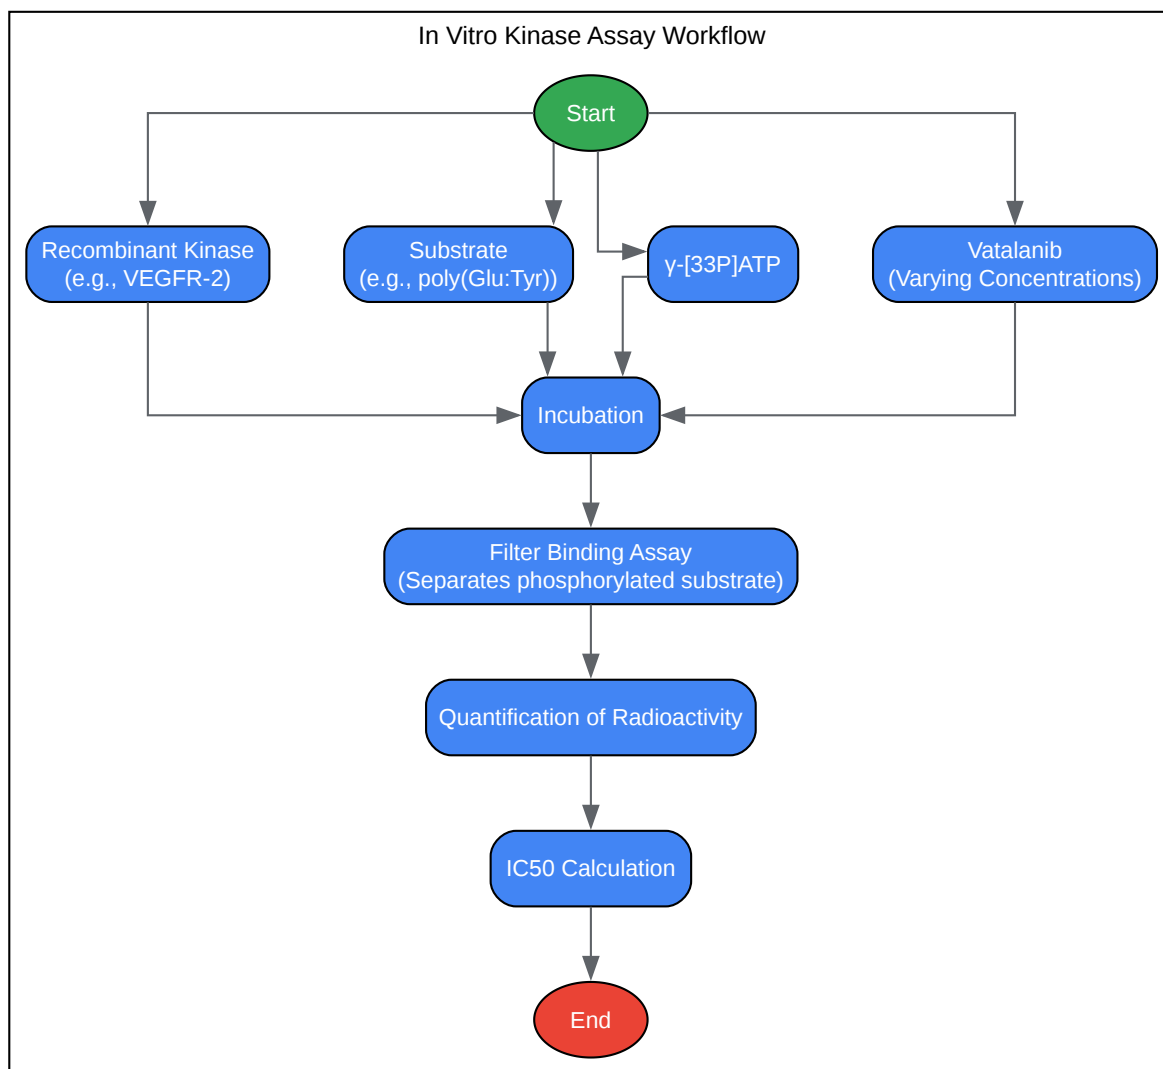 In Vitro Kinase Assay Workflow
Start
Recombinant Kinase
(e.g., VEGFR-2)
Substrate
(e.g., poly(Glu:Tyr))
γ-[33P]ATP
Vatalanib
(Varying Concentrations)
Incubation
Filter Binding Assay
(Separates phosphorylated substrate)
Quantification of Radioactivity
IC50 Calculation
End